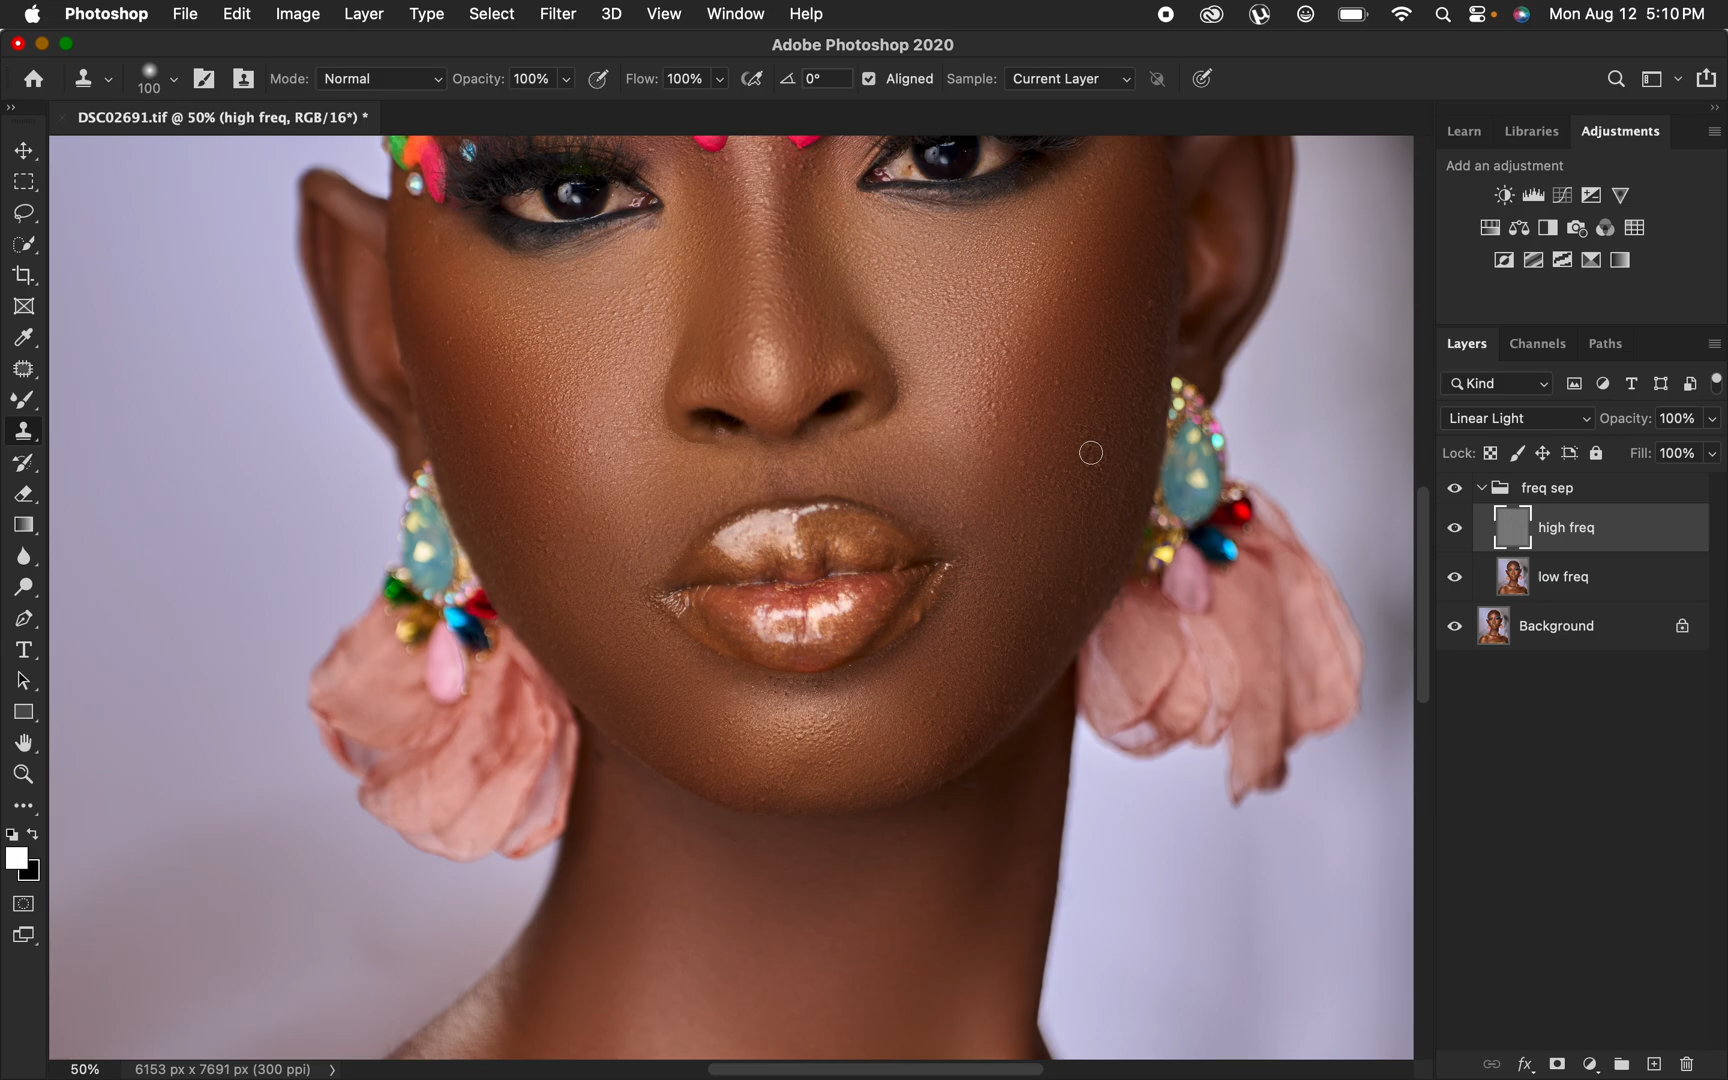 Photoshop File Edit Image Layer Type Select Filter 3D View Window Help Mon Aug 12 5:10 PM
Adobe Photoshop 2020
100 Mode: Normal Opacity: 100% Flow: 100% 0° Aligned Sample: Current Layer
DSC02691.tif @ 50% (high freq, RGB/16*) *
Learn Libraries Adjustments
Add an adjustment
Layers Channels Paths
Kind
Linear Light Opacity: 100%
Lock: Fill: 100%
freq sep
high freq
low freq
Background
50% 6153 px x 7691 px (300 ppi)